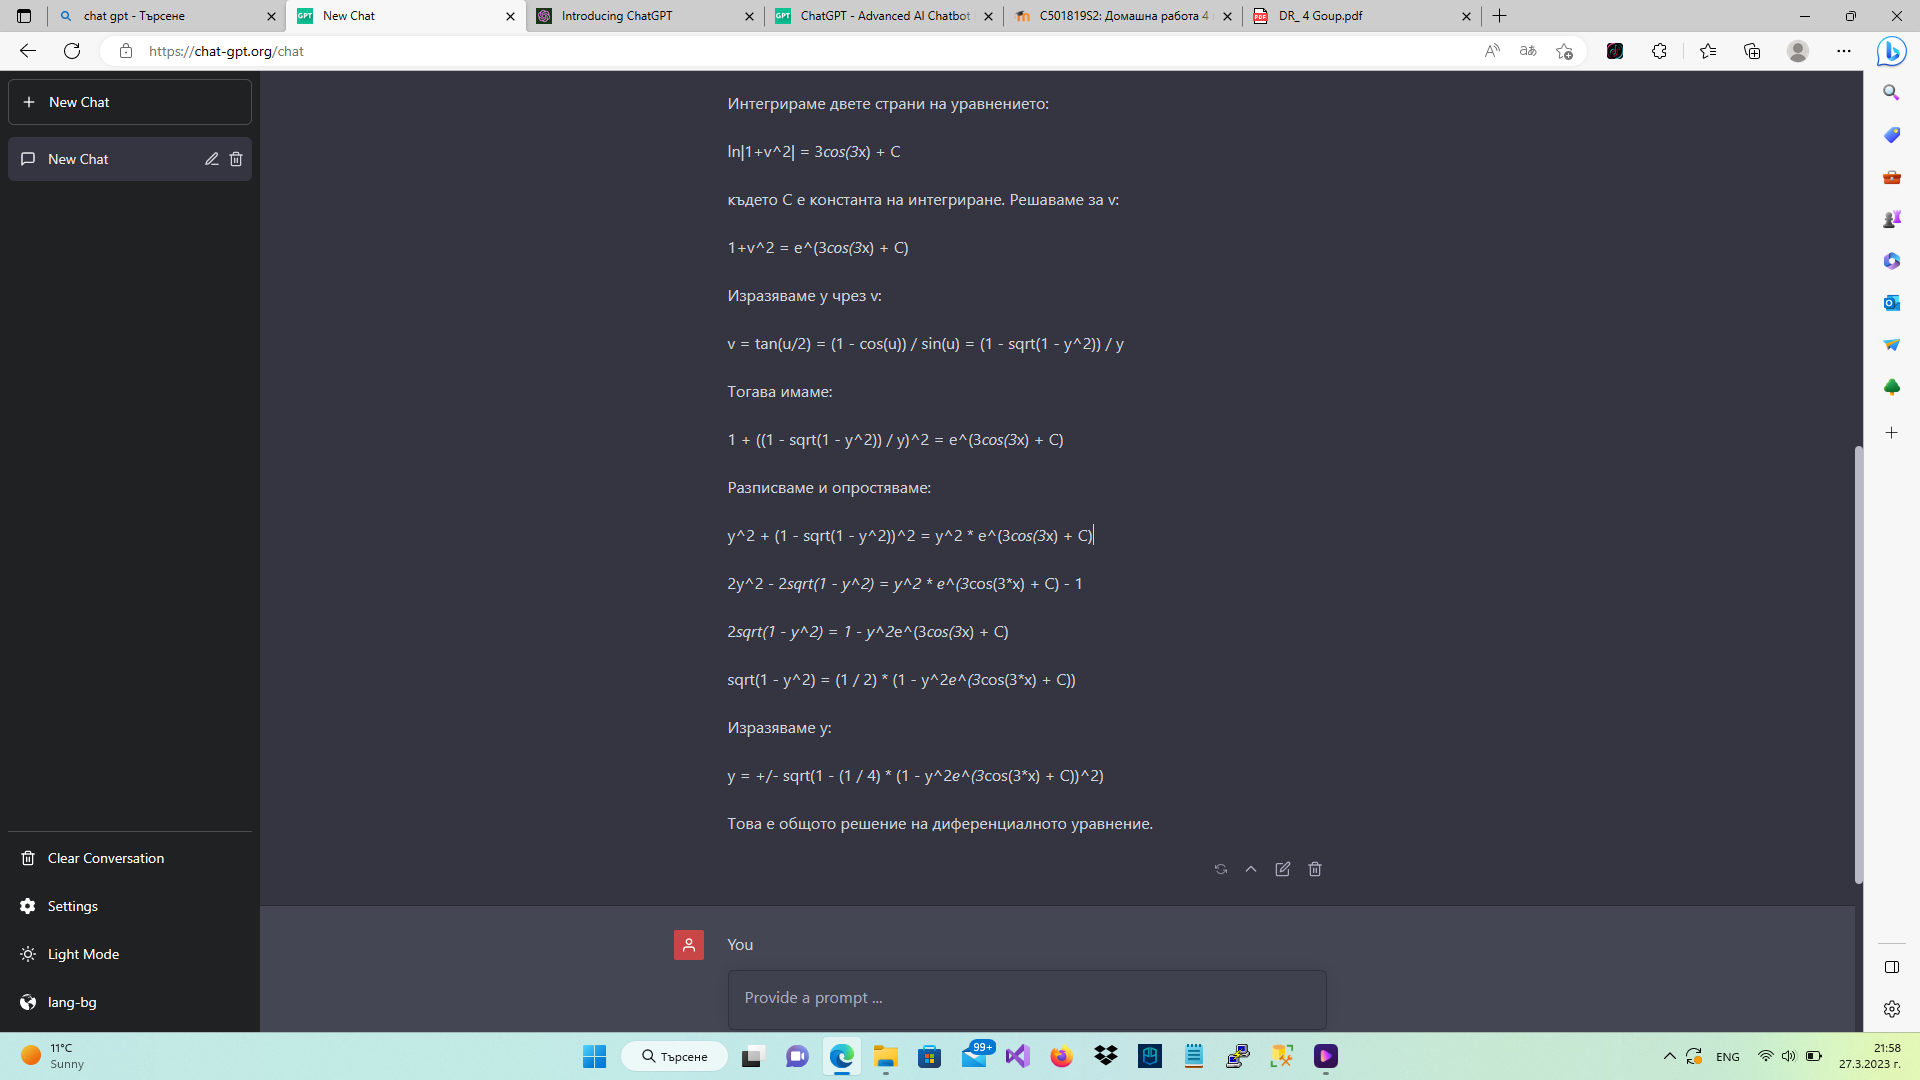 chat gpt - Търсене
New Chat
Introducing ChatGPT
ChatGPT - Advanced AI Chatbot
C501819S2: Домашна работа 4
DR_ 4 Goup.pdf
https://chat-gpt.org/chat
New Chat
New Chat
Интегрираме двете страни на уравнението:
ln|1+v^2| = 3cos(3x) + C
където C е константа на интегриране. Решаваме за v:
1+v^2 = e^(3cos(3x) + C)
Изразяваме y чрез v:
v = tan(u/2) = (1 - cos(u)) / sin(u) = (1 - sqrt(1 - y^2)) / y
Тогава имаме:
1 + ((1 - sqrt(1 - y^2)) / y)^2 = e^(3cos(3x) + C)
Разписваме и опростяваме:
y^2 + (1 - sqrt(1 - y^2))^2 = y^2 * e^(3cos(3x) + C)
2y^2 - 2sqrt(1 - y^2) = y^2 * e^(3cos(3*x) + C) - 1
2sqrt(1 - y^2) = 1 - y^2e^(3cos(3x) + C)
sqrt(1 - y^2) = (1 / 2) * (1 - y^2e^(3cos(3*x) + C))
Изразяваме y:
y = +/- sqrt(1 - (1 / 4) * (1 - y^2e^(3cos(3*x) + C))^2)
Това е общото решение на диференциалното уравнение.
Clear Conversation
Settings
Light Mode
lang-bg
You
Provide a prompt ...
11°C
Sunny
Търсене
99+
ENG
21:58
27.3.2023 г.